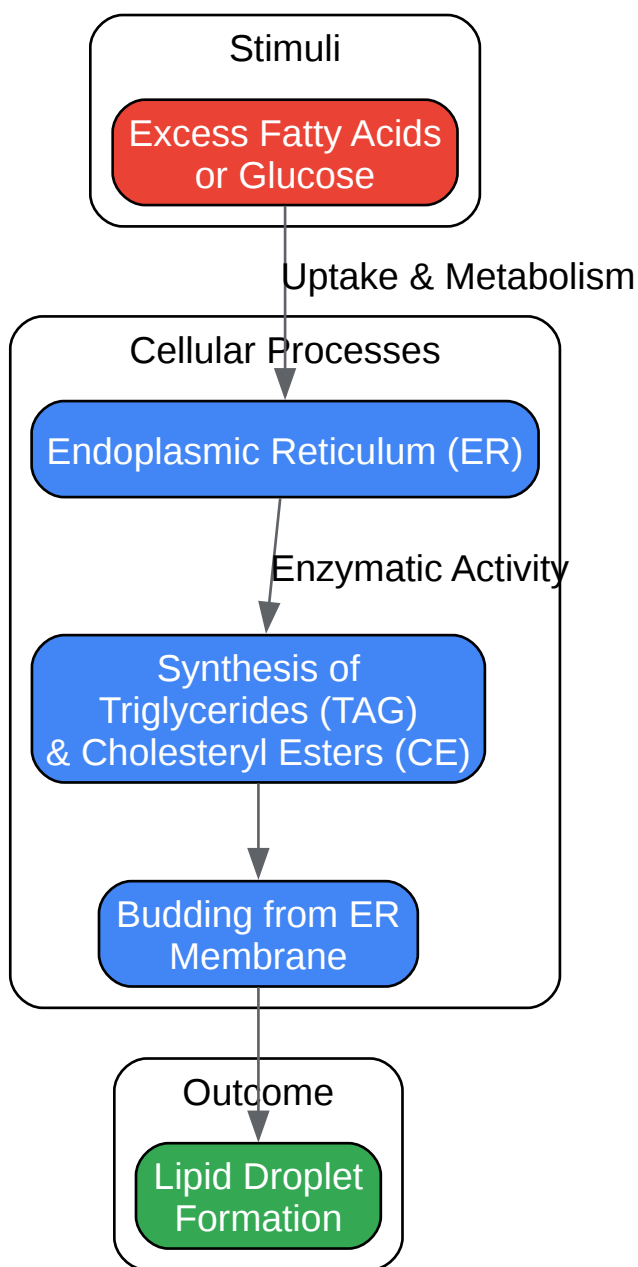 Stimuli
Excess Fatty Acids
or Glucose
Uptake & Metabolism
Cellular Processes
Endoplasmic Reticulum (ER)
Enzymatic Activity
Synthesis of
Triglycerides (TAG)
& Cholesteryl Esters (CE)
Budding from ER
Membrane
Outcome
Lipid Droplet
Formation